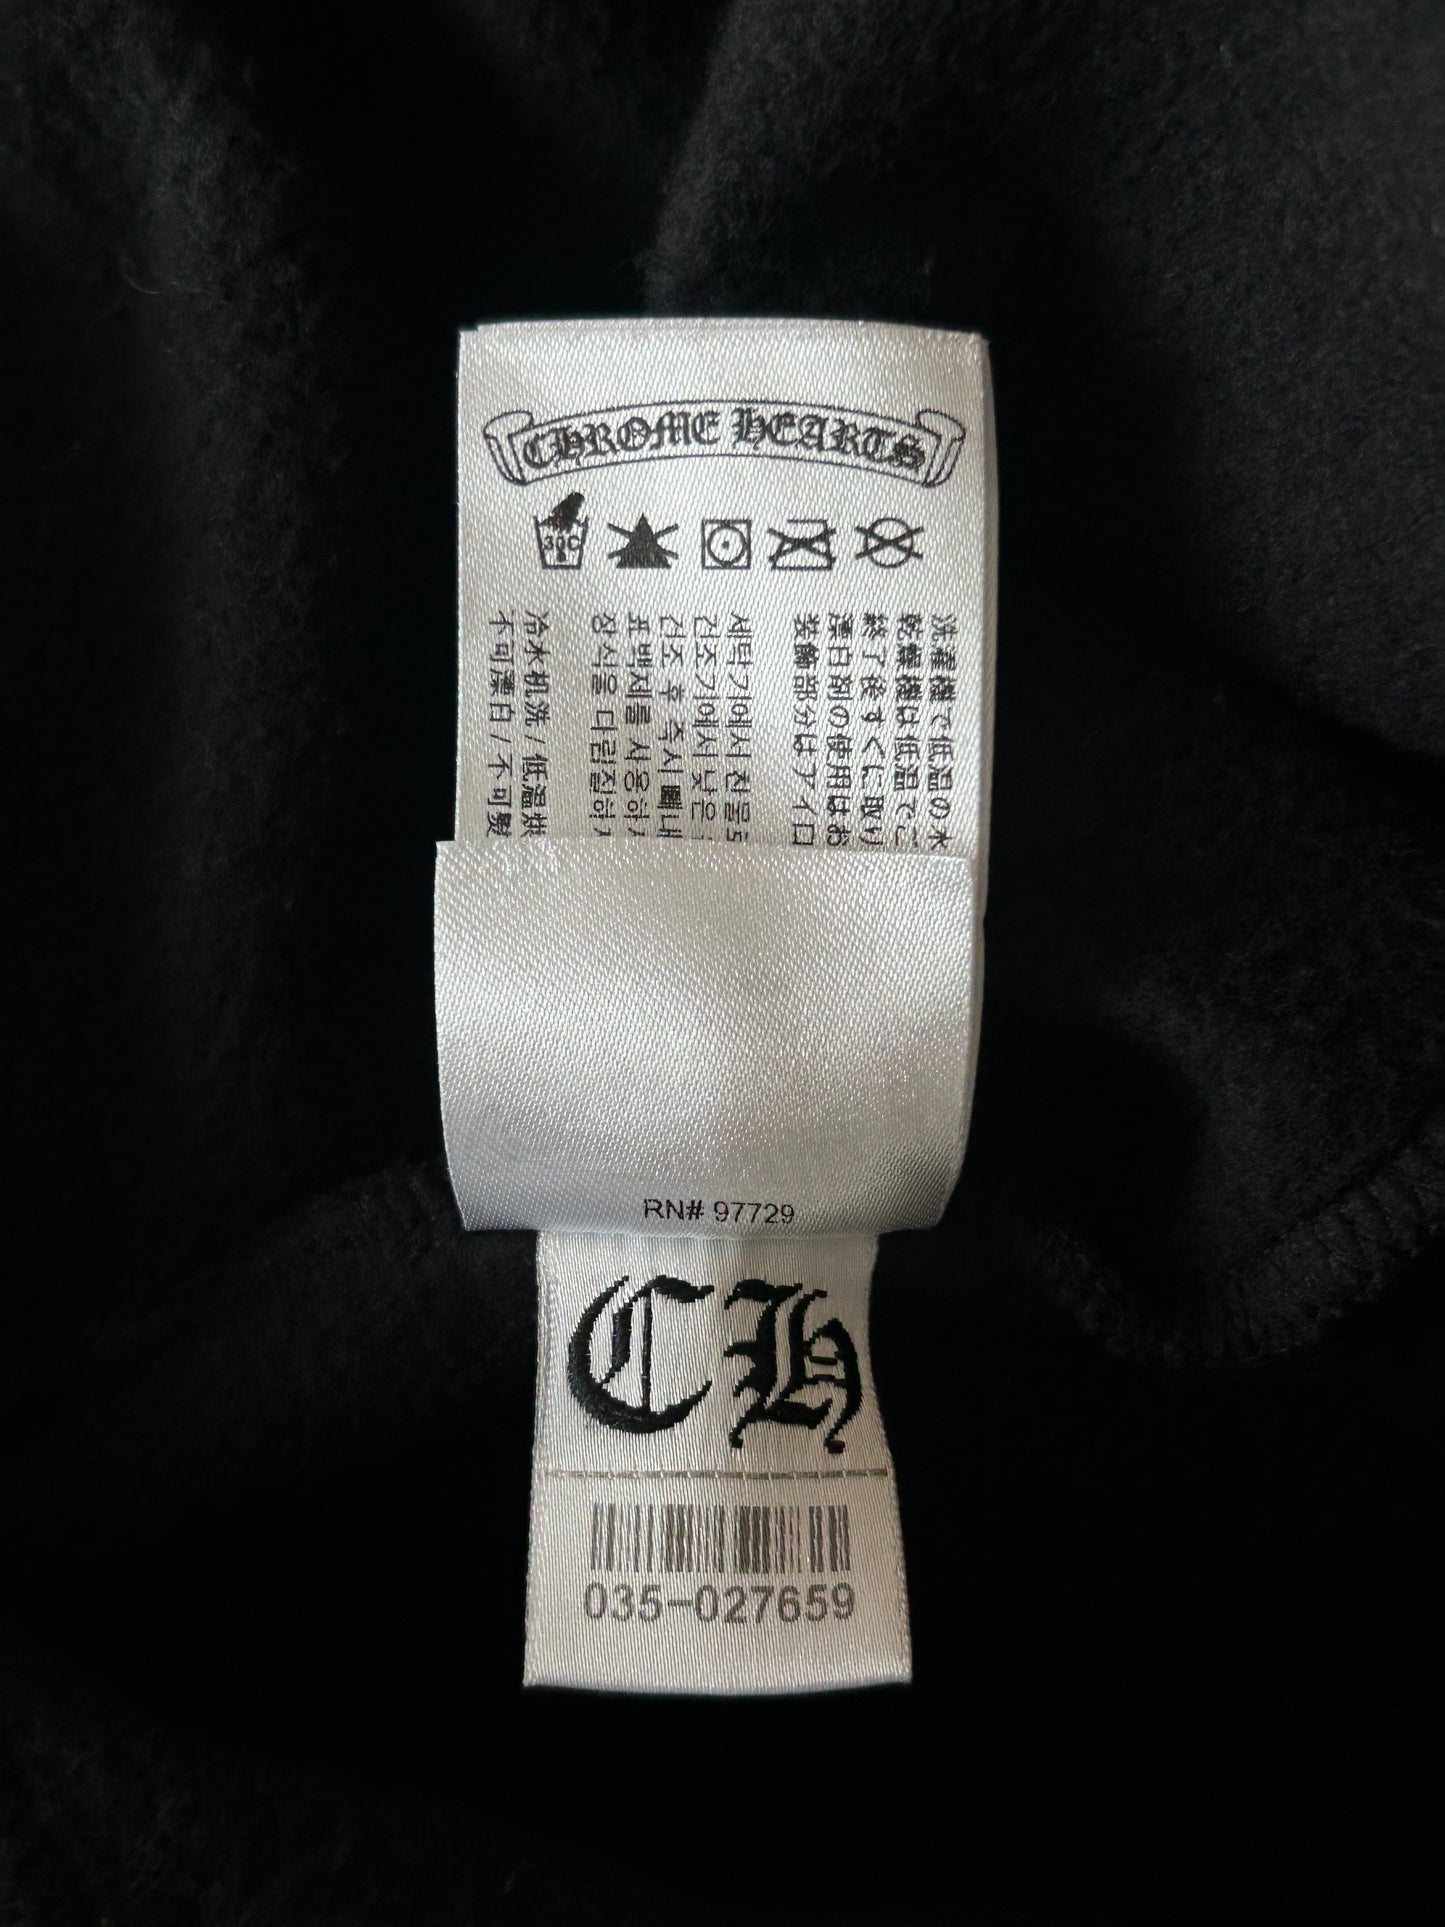 CHROME HEARTS
30C
洗濯機で低温の水
乾燥機は低温でご
終了後すぐに取り
漂白剤の使用はお
装飾部分はアイロ
세탁기에서 찬물
건조기에서 낮은
건조 후 즉시 꺼내
표백제를 사용하
장식을 다림질하
冷水机洗 / 低温烘
不可漂白 / 不可熨
RN# 97729
CH
035-027659